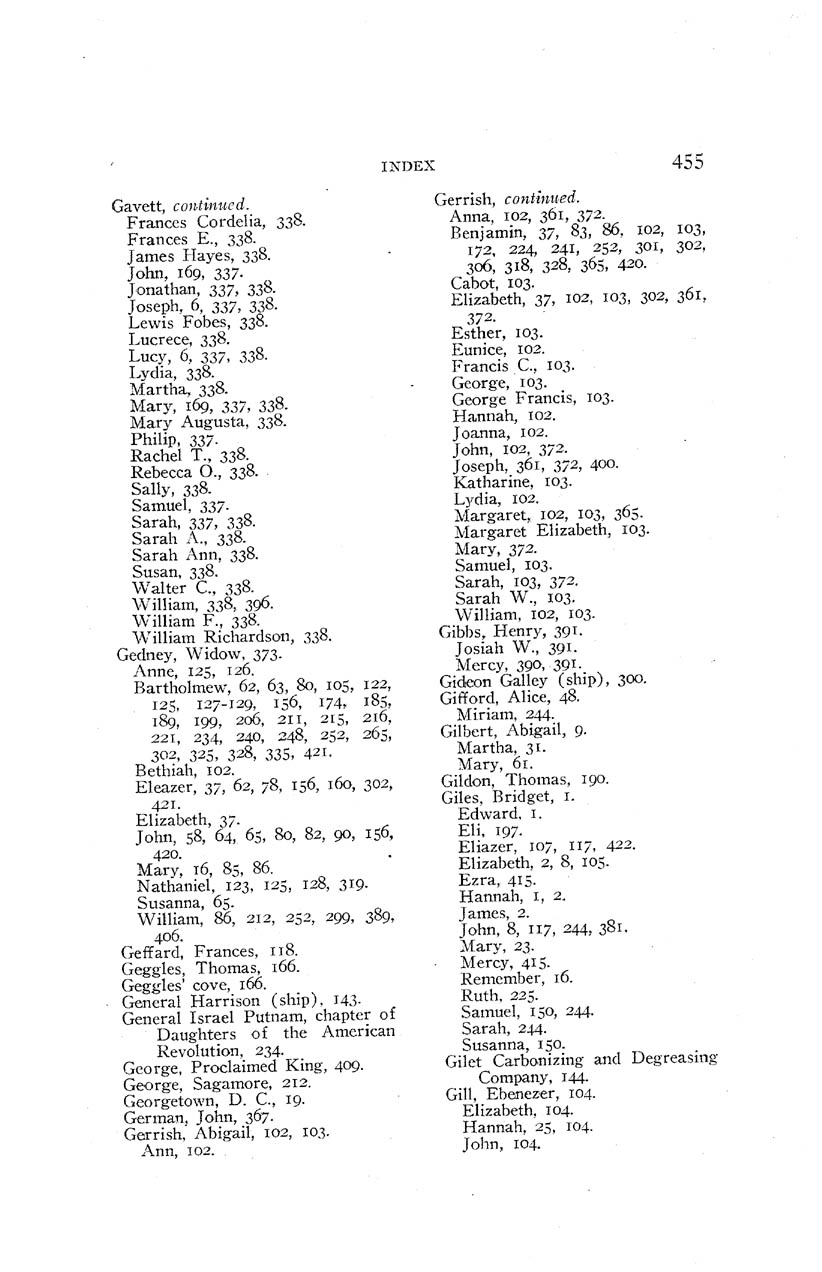 INDEX 455
Gavett, continued.
Frances Cordelia, 338.
Frances E., 338.
James Hayes, 338.
John, 169, 337.
Jonathan, 337, 338.
Joseph, 6, 337, 338.
Lewis Fobes, 338.
Lucrece, 338.
Lucy, 6, 337, 338.
Lydia, 338.
Martha, 338.
Mary, 169, 337, 338.
Mary Augusta, 338.
Philip, 337.
Rachel T., 338.
Rebecca O., 338.
Sally, 338.
Samuel, 337.
Sarah, 337, 338.
Sarah A., 338.
Sarah Ann, 338.
Susan, 338.
Walter C., 338.
William, 338, 396.
William F., 338.
William Richardson, 338.
Gedney, Widow, 373.
Anne, 125, 126.
Bartholmew, 62, 63, 80, 105, 122,
125, 127-129, 156, 174, 185,
189, 199, 206, 211, 215, 216,
221, 234, 240, 248, 252, 265,
302, 325, 328, 335, 421.
Bethiah, 102.
Eleazer, 37, 62, 78, 156, 160, 302,
421.
Elizabeth, 37.
John, 58, 64, 65, 80, 82, 90, 156,
420.
Mary, 16, 85, 86.
Nathaniel, 123, 125, 128, 319.
Susanna, 65.
William, 86, 212, 252, 299, 389,
406.
Geffard, Frances, 118.
Geggles, Thomas, 166.
Geggles' cove, 166.
General Harrison (ship), 143.
General Israel Putnam, chapter of
Daughters of the American
Revolution, 234.
George, Proclaimed King, 409.
George, Sagamore, 212.
Georgetown, D. C., 19.
German, John, 367.
Gerrish, Abigail, 102, 103.
Ann, 102.
Gerrish, continued.
Anna, 102, 361, 372.
Benjamin, 37, 83, 86, 102, 103,
172, 224, 241, 252, 301, 302,
306, 318, 328, 365, 420.
Cabot, 103.
Elizabeth, 37, 102, 103, 302, 361,
372.
Esther, 103.
Eunice, 102.
Francis C., 103.
George, 103.
George Francis, 103.
Hannah, 102.
Joanna, 102.
John, 102, 372.
Joseph, 361, 372, 400.
Katharine, 103.
Lydia, 102.
Margaret, 102, 103, 365.
Margaret Elizabeth, 103.
Mary, 372.
Samuel, 103.
Sarah, 103, 372.
Sarah W., 103.
William, 102, 103.
Gibbs, Henry, 391.
Josiah W., 391.
Mercy, 390, 391.
Gideon Galley (ship), 300.
Gifford, Alice, 48.
Miriam, 244.
Gilbert, Abigail, 9.
Martha, 31.
Mary, 61.
Gildon, Thomas, 190.
Giles, Bridget, 1.
Edward, 1.
Eli, 197.
Eliazer, 107, 117, 422.
Elizabeth, 2, 8, 105.
Ezra, 415.
Hannah, 1, 2.
James, 2.
John, 8, 117, 244, 381.
Mary, 23.
Mercy, 415.
Remember, 16.
Ruth, 225.
Samuel, 150, 244.
Sarah, 244.
Susanna, 150.
Gilet Carbonizing and Degreasing
Company, 144.
Gill, Ebenezer, 104.
Elizabeth, 104.
Hannah, 25, 104.
John, 104.